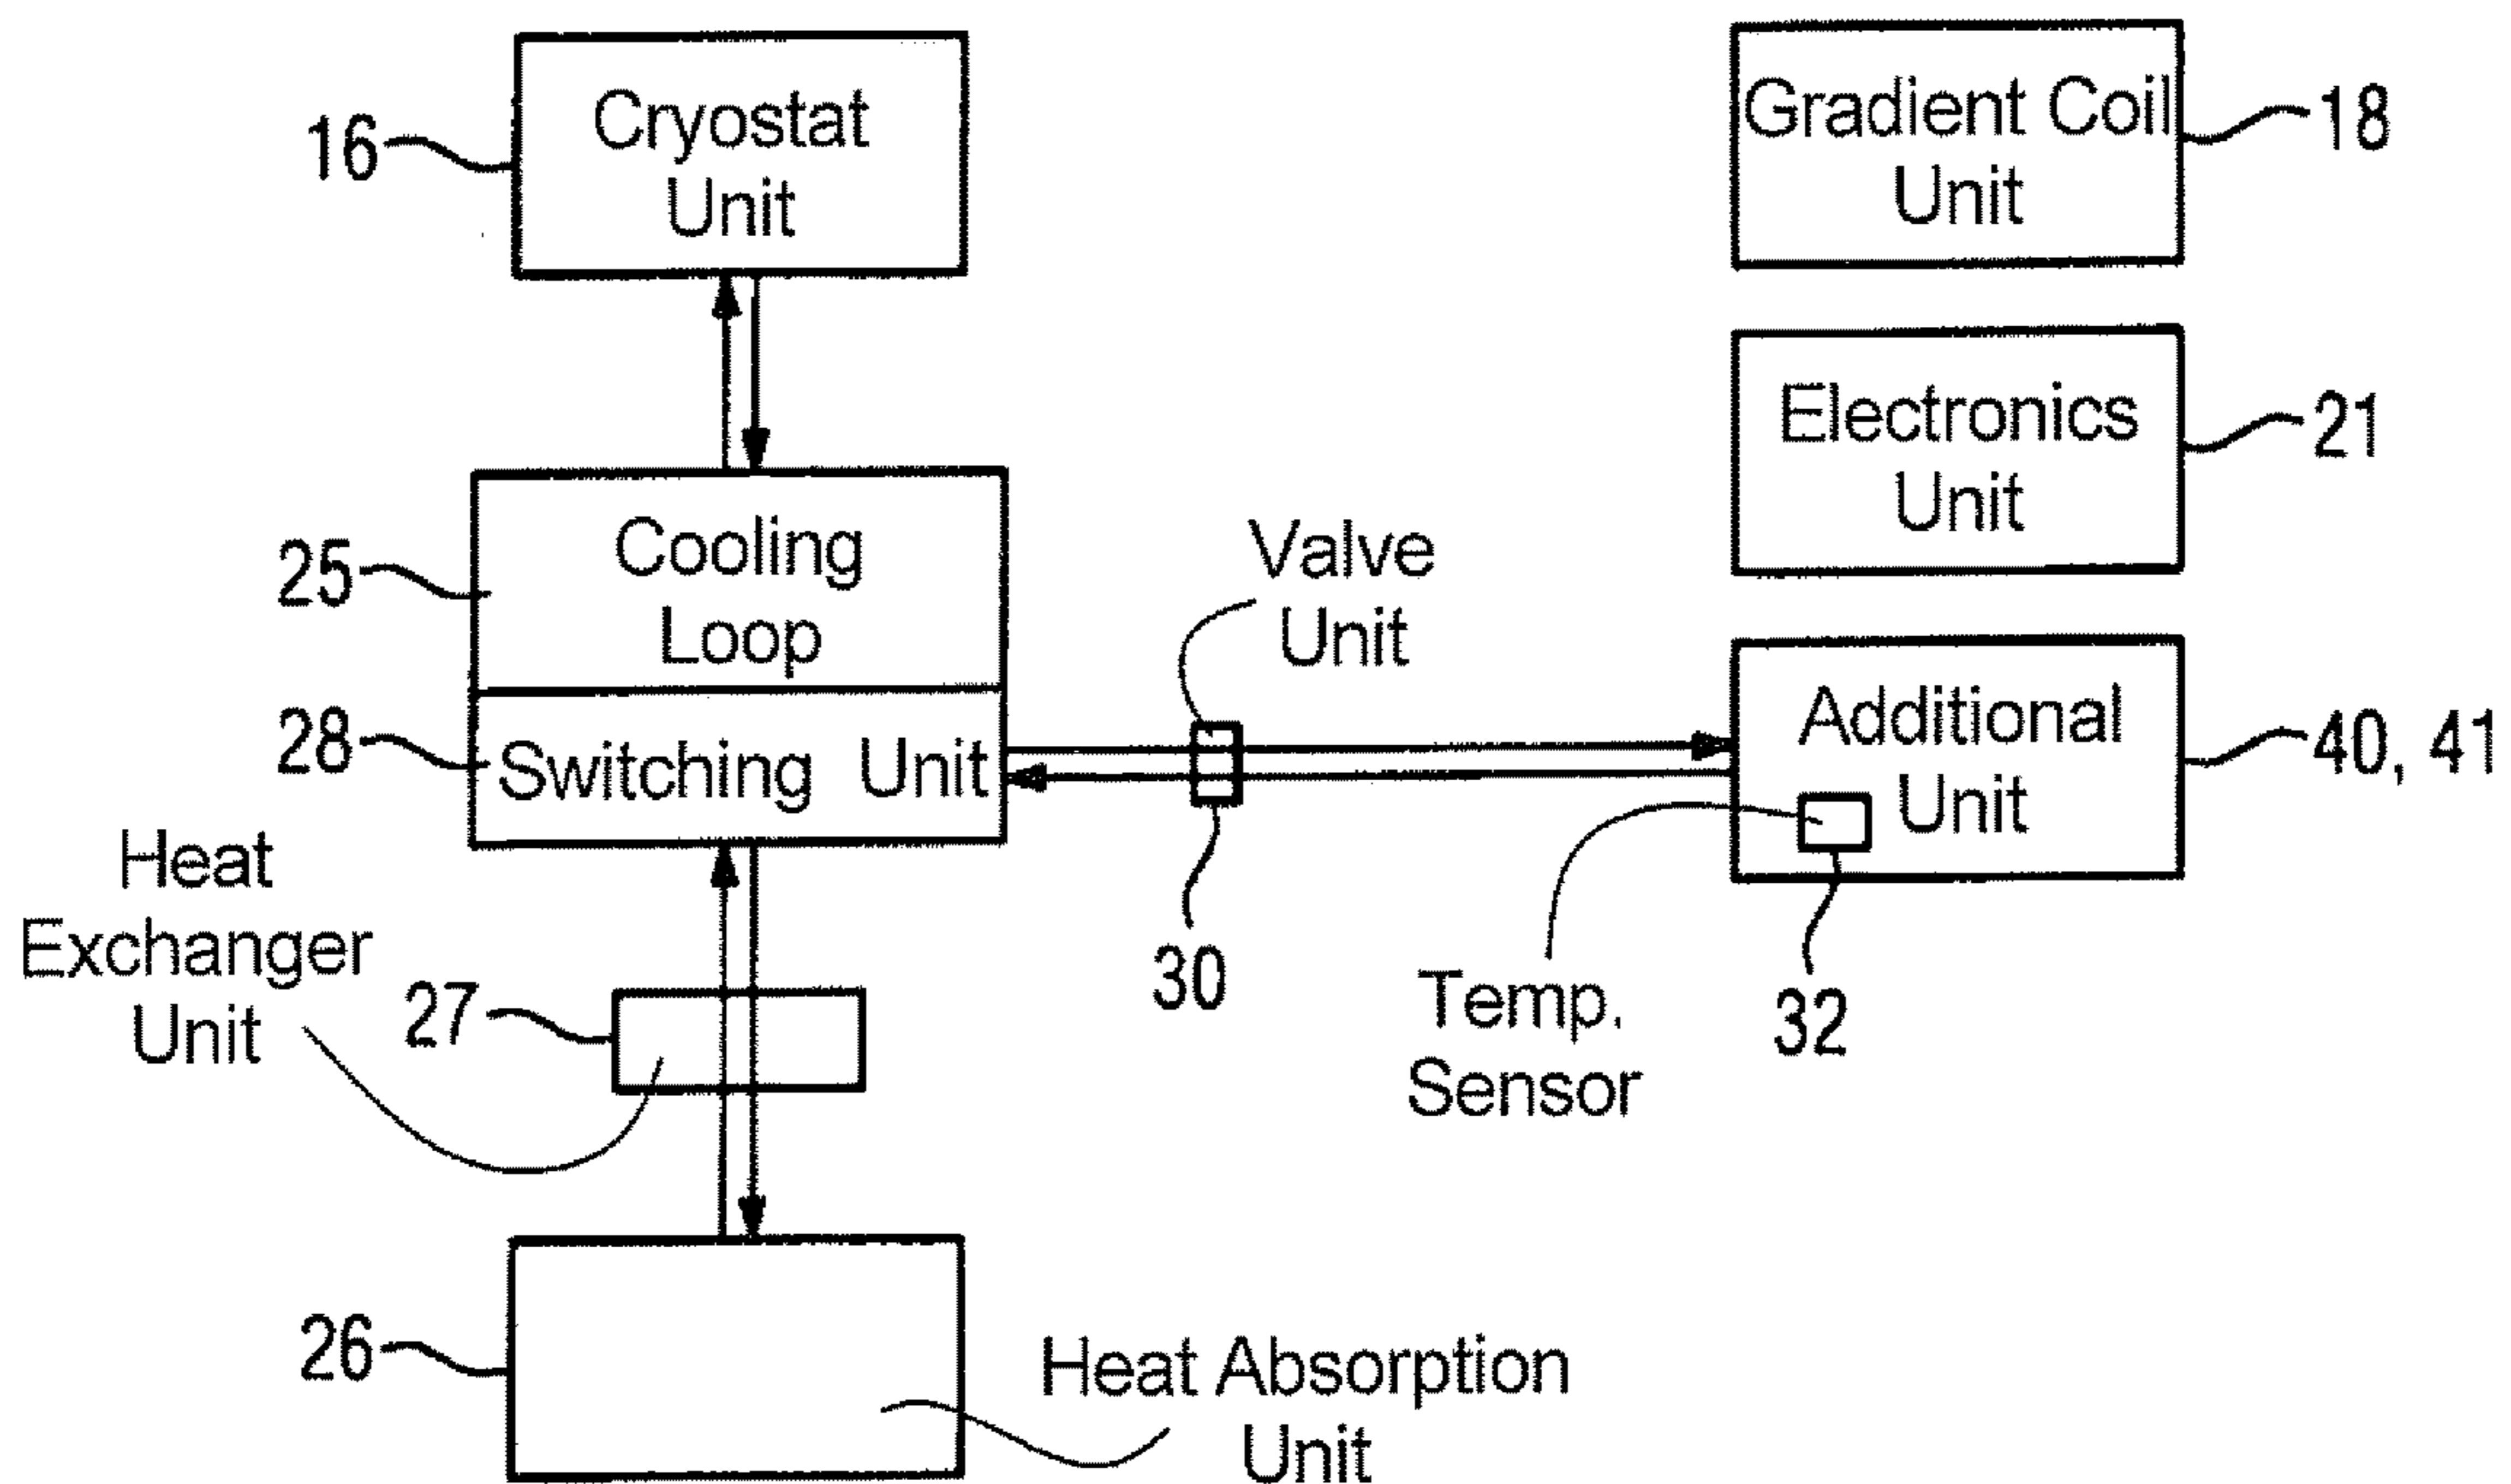 Cryostat
Unit
16
Gradient Coil
Unit
18
Electronics
Unit
21
Cooling
Loop
25
Valve
Unit
Switching Unit
28
Additional
Unit
40, 41
Heat
Exchanger
Unit
27
30
Temp.
Sensor
32
26
Heat Absorption
Unit